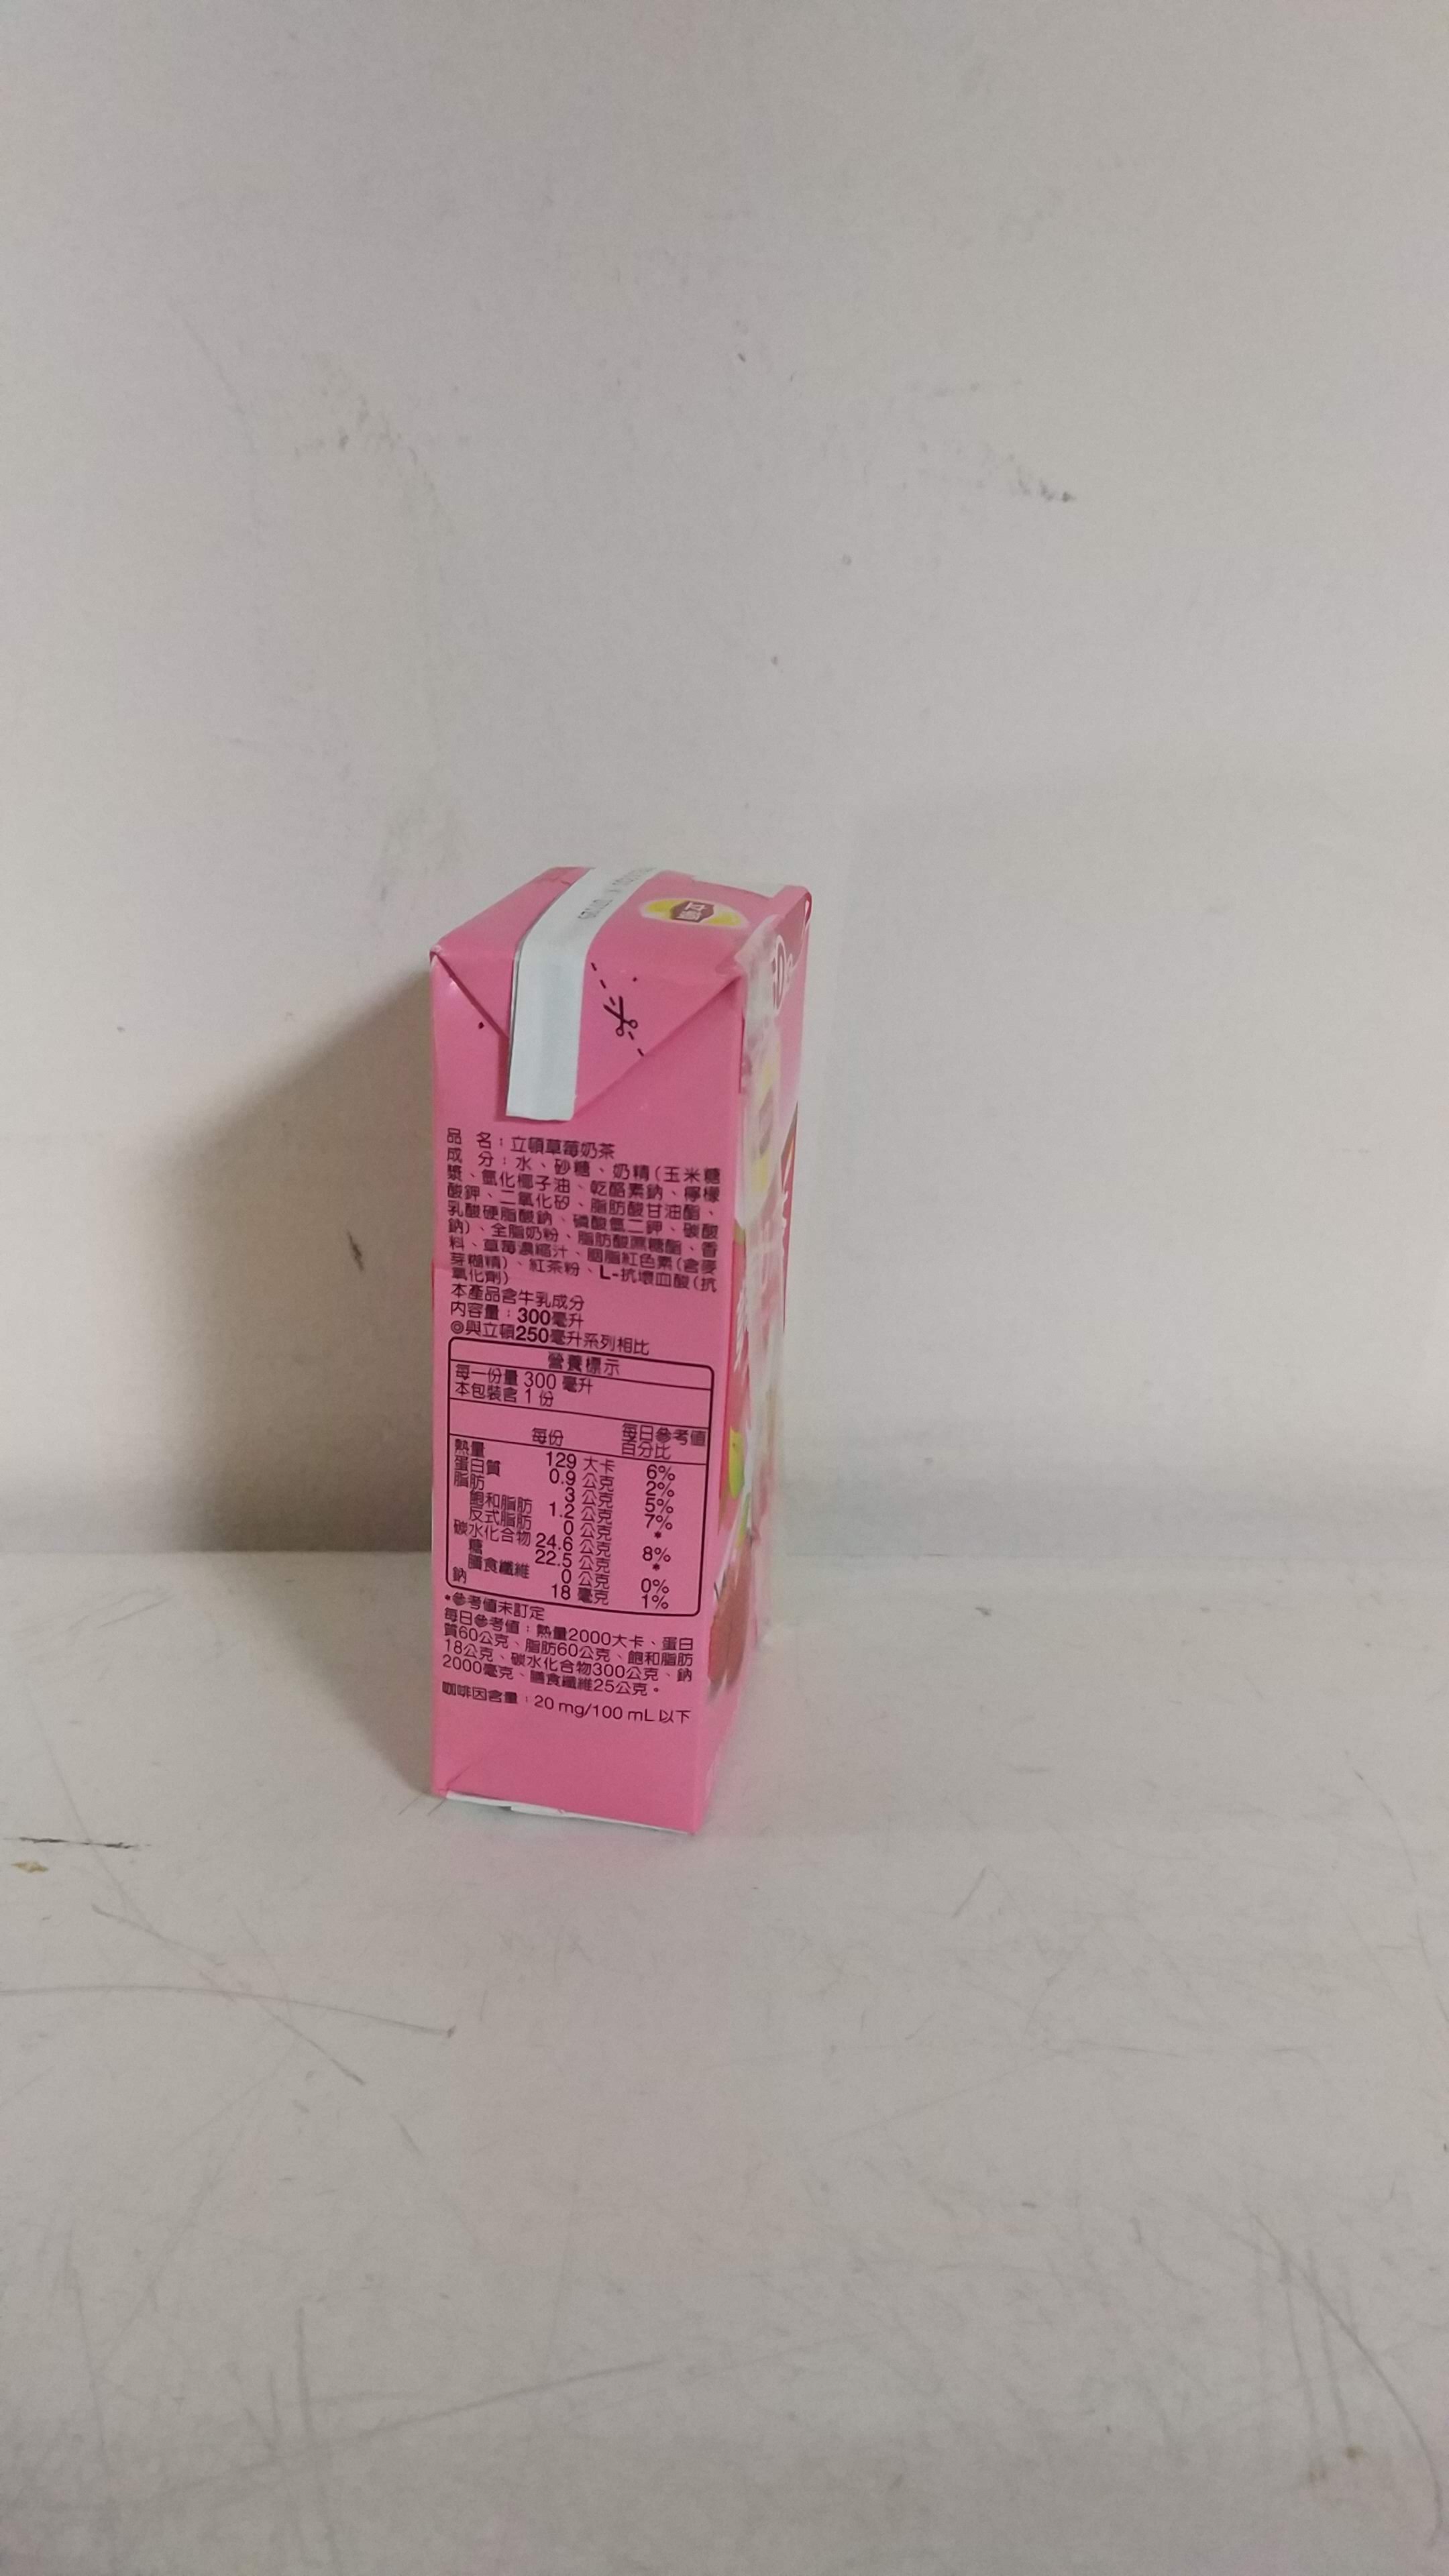 立頓
品 名：立頓草莓奶茶
成 分：水、砂糖、奶精(玉米糖
漿、氫化椰子油、乾酪素鈉、檸檬
酸鉀、二氧化矽、脂肪酸甘油酯、
乳酸硬脂酸鈉、磷酸氫二鉀、碳酸
鈉)、全脂奶粉、脂肪酸蔗糖酯、香
料、草莓濃縮汁、胭脂紅色素(含麥
芽糊精)、紅茶粉、L-抗壞血酸(抗
氧化劑)
本產品含牛乳成分
內容量：300毫升
◎與立頓250毫升系列相比
營養標示
每一份量 300 毫升
本包裝含 1 份
每份 每日參考值百分比
熱量 129 大卡 6%
蛋白質 0.9 公克 2%
脂肪 3 公克 5%
飽和脂肪 1.2 公克 7%
反式脂肪 0 公克 *
碳水化合物 24.6 公克 8%
糖 22.5 公克 *
膳食纖維 0 公克 0%
鈉 18 毫克 1%
*參考值未訂定
每日參考值：熱量2000大卡、蛋白
質60公克、脂肪60公克、飽和脂肪
18公克、碳水化合物300公克、鈉
2000毫克、膳食纖維25公克。
咖啡因含量：20 mg/100 mL 以下